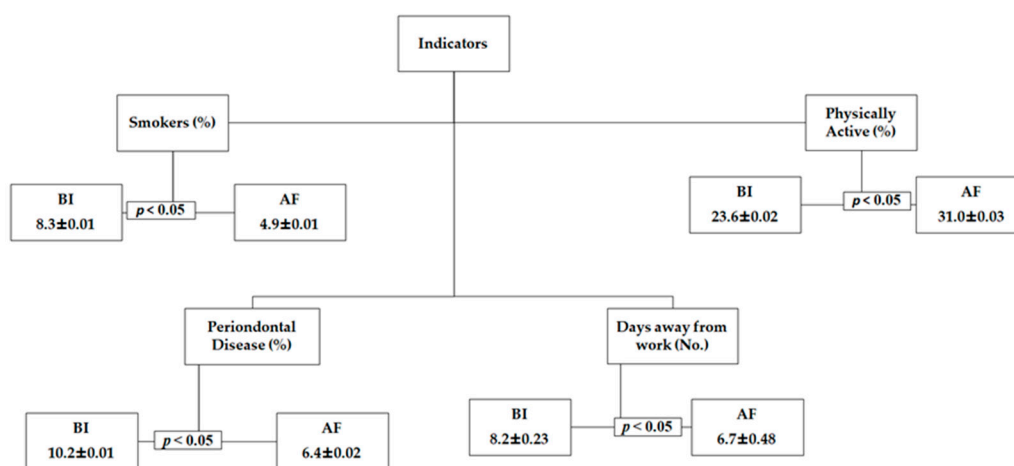 Indicators
Smokers (%)
Physically
Active (%)
BI
8.3±0.01
p < 0.05
AF
4.9±0.01
BI
23.6±0.02
p < 0.05
AF
31.0±0.03
Periondontal
Disease (%)
Days away from
work (No.)
BI
10.2±0.01
p < 0.05
AF
6.4±0.02
BI
8.2±0.23
p < 0.05
AF
6.7±0.48